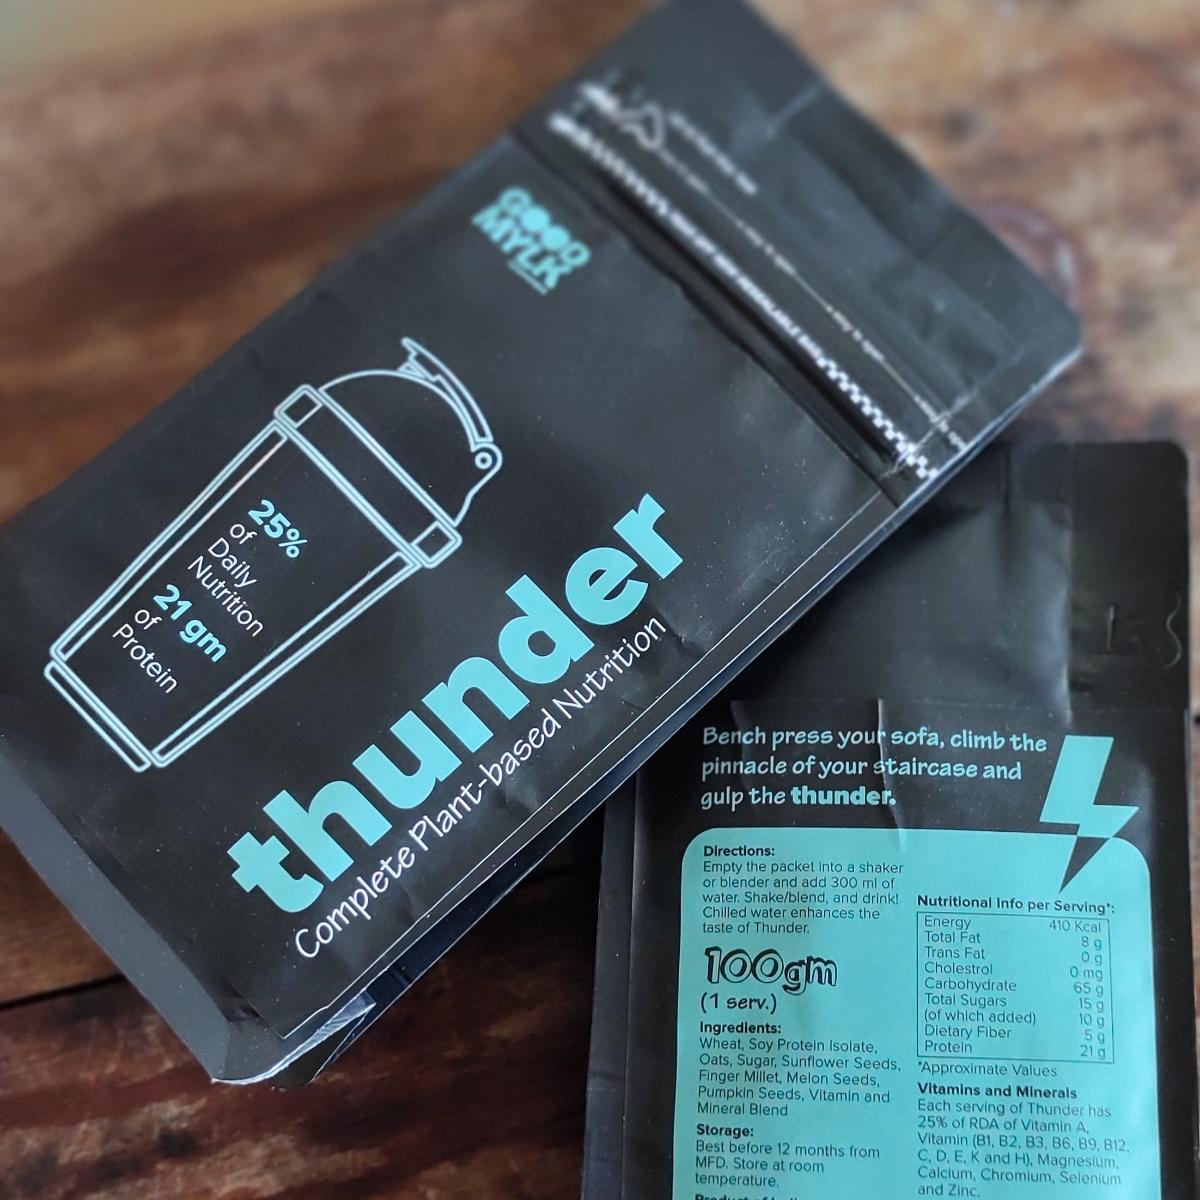 GOOD
MYLK
25%
of
Daily
Nutrition
21 gm
of
Protein
thunder
Complete Plant-based Nutrition
Bench press your sofa, climb the
pinnacle of your staircase and
gulp the thunder.
Directions:
Empty the packet into a shaker
or blender and add 300 ml of
water. Shake/blend, and drink!
Chilled water enhances the
taste of Thunder.
100gm
(1 serv.)
Ingredients:
Wheat, Soy Protein Isolate,
Oats, Sugar, Sunflower Seeds,
Finger Millet, Melon Seeds,
Pumpkin Seeds, Vitamin and
Mineral Blend
Storage:
Best before 12 months from
MFD. Store at room
temperature.
Nutritional Info per Serving*:
Energy 410 Kcal
Total Fat 8 g
Trans Fat 0 g
Cholestrol 0 mg
Carbohydrate 65 g
Total Sugars 15 g
(of which added) 10 g
Dietary Fiber 5 g
Protein 21 g
*Approximate Values
Vitamins and Minerals
Each serving of Thunder has
25% of RDA of Vitamin A,
Vitamin (B1, B2, B3, B6, B9, B12,
C, D, E, K and H), Magnesium,
Calcium, Chromium, Selenium
and Zinc.